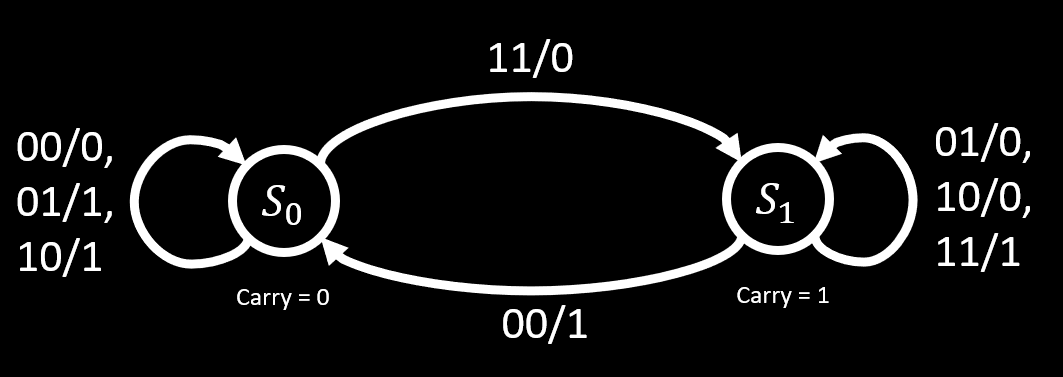 11/0
00/0,
01/1,
10/1
S₀
S₁
01/0,
10/0,
11/1
Carry = 0
Carry = 1
00/1